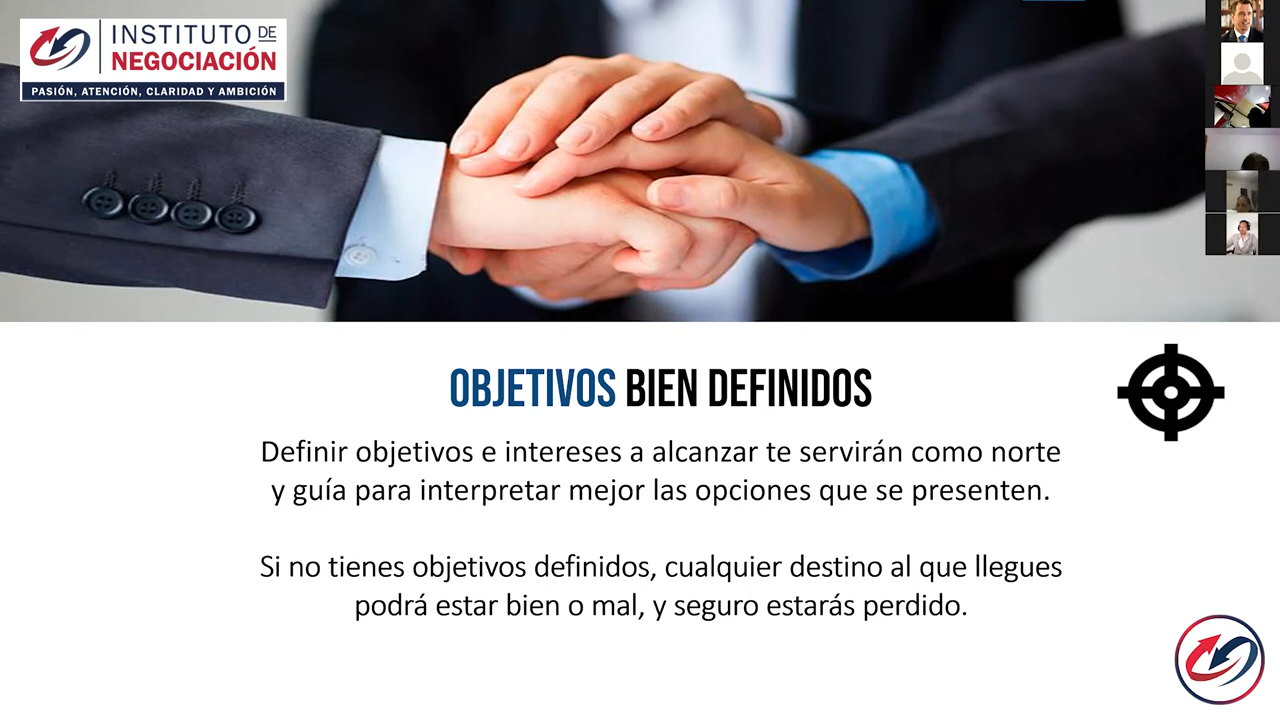 INSTITUTO DE
NEGOCIACIÓN
PASIÓN, ATENCIÓN, CLARIDAD Y AMBICIÓN
OBJETIVOS BIEN DEFINIDOS
Definir objetivos e intereses a alcanzar te servirán como norte
y guía para interpretar mejor las opciones que se presenten.
Si no tienes objetivos definidos, cualquier destino al que llegues
podrá estar bien o mal, y seguro estarás perdido.